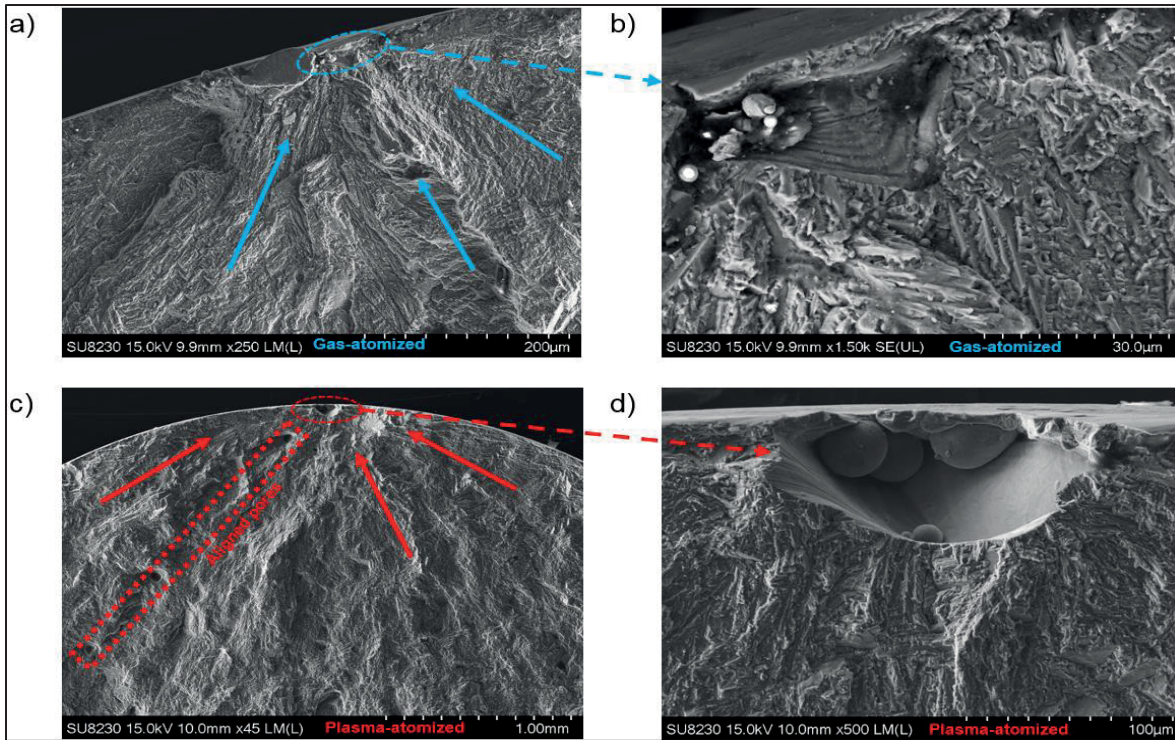 a)
b)
SU8230 15.0kV 9.9mm x250 LM(L) Gas-atomized 200µm
SU8230 15.0kV 9.9mm x1.50k SE(UL) Gas-atomized 30.0µm
c)
d)
Aligned pores
SU8230 15.0kV 10.0mm x45 LM(L) Plasma-atomized 1.00mm
SU8230 15.0kV 10.0mm x500 LM(L) Plasma-atomized 100µm